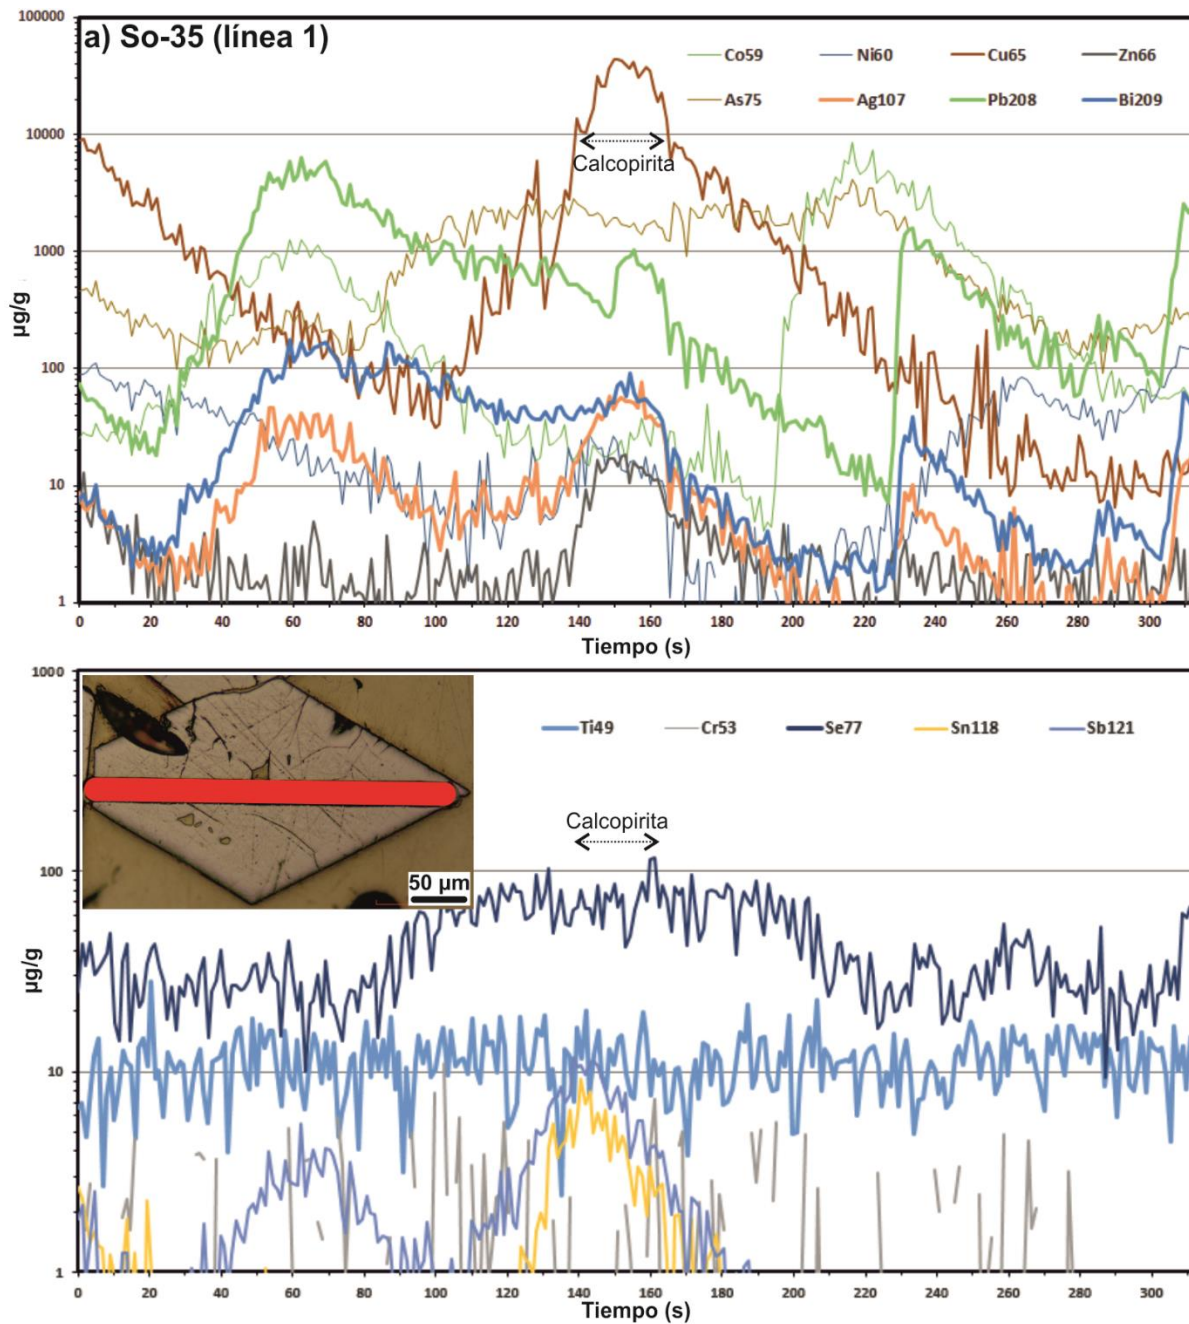 a) So-35 (línea 1)
Co59 Ni60 Cu65 Zn66
As75 Ag107 Pb208 Bi209
Calcopirita
100000
10000
1000
100
10
1
µg/g
0 20 40 60 80 100 120 140 160 180 200 220 240 260 280 300
Tiempo (s)
1000
100
10
1
µg/g
Ti49 Cr53 Se77 Sn118 Sb121
Calcopirita
50 µm
0 20 40 60 80 100 120 140 160 180 200 220 240 260 280 300
Tiempo (s)